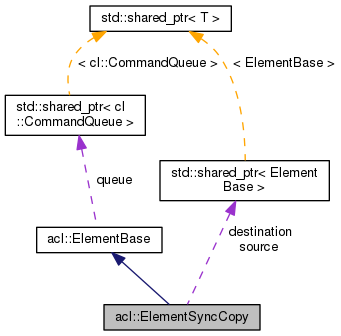 std::shared_ptr< T >
< cl::CommandQueue >
< ElementBase >
std::shared_ptr< cl
::CommandQueue >
std::shared_ptr< Element
Base >
queue
acl::ElementBase
destination
source
acl::ElementSyncCopy